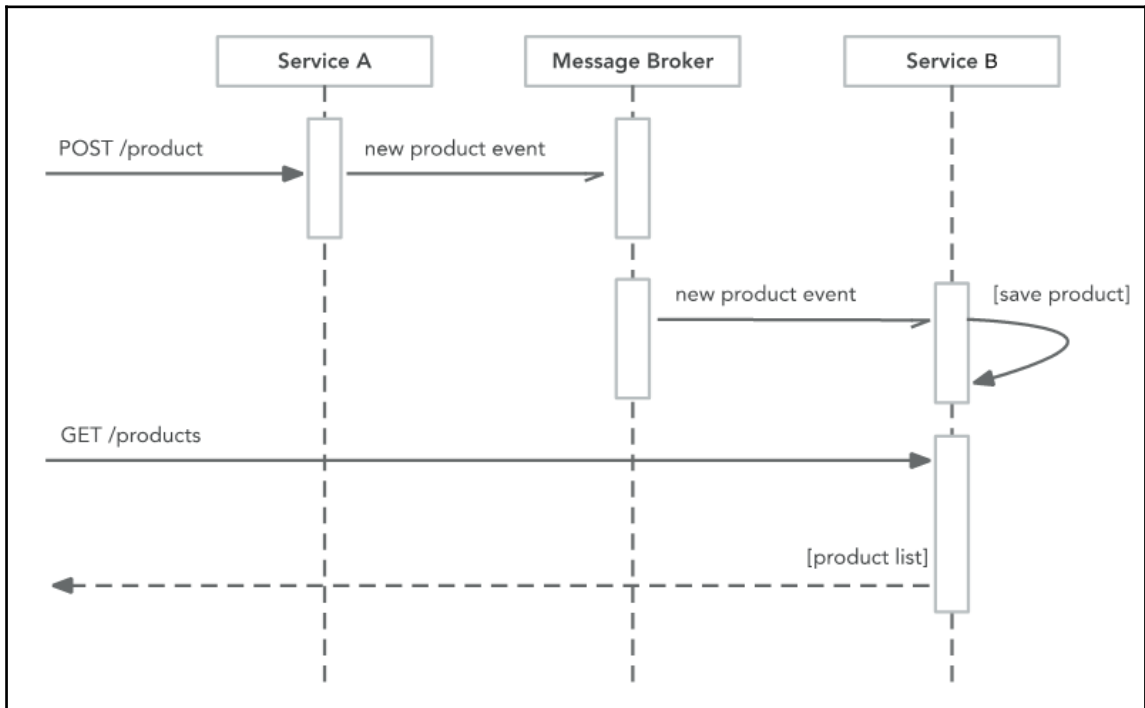 Service A
Message Broker
Service B
POST /product
new product event
new product event
[save product]
GET /products
[product list]